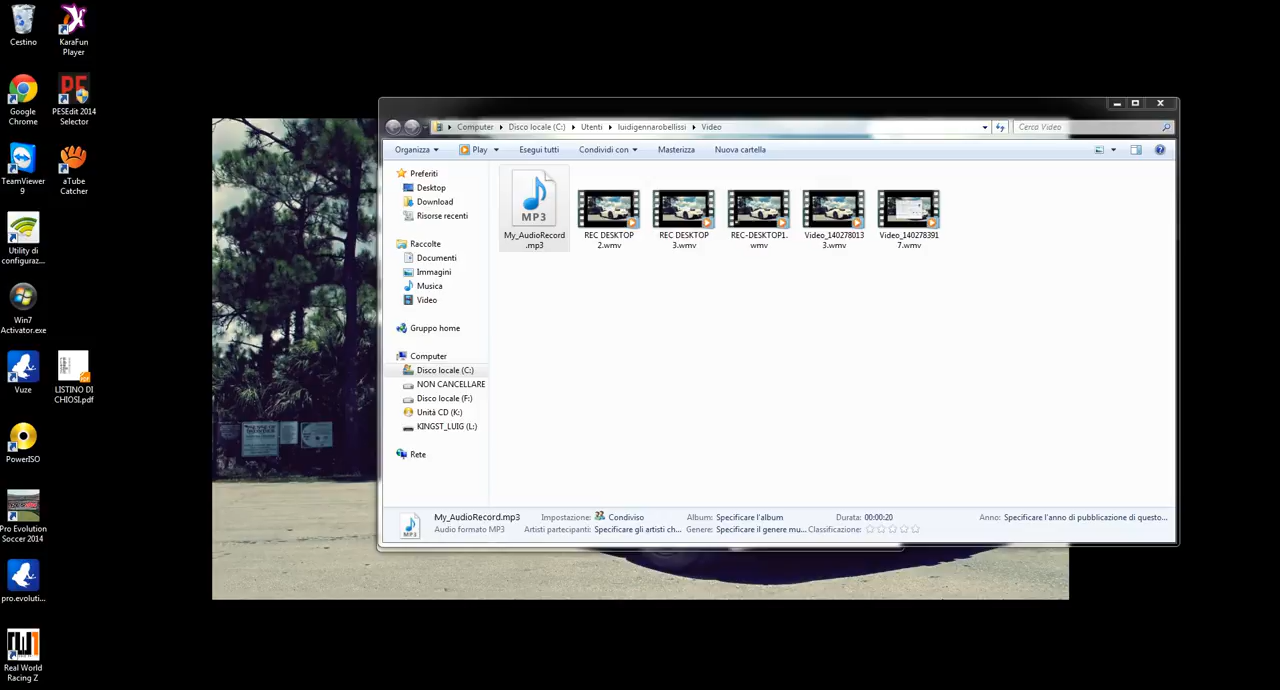 Cestino
KaraFun
Player
Google
Chrome
PESEdit 2014
Selector
TeamViewer
9
aTube
Catcher
Utility di
configuraz...
Win7
Activator.exe
Vuze
LISTINO DI
CHIOSI.pdf
PowerISO
Pro Evolution
Soccer 2014
pro.evoluti...
Real World
Racing Z
Computer
Disco locale (C:)
Utenti
luidigennarobellissi
Video
Cerca Video
Organizza
Play
Esegui tutti
Condividi con
Masterizza
Nuova cartella
Preferiti
Desktop
Download
Risorse recenti
Raccolte
Documenti
Immagini
Musica
Video
Gruppo home
Computer
Disco locale (C:)
NON CANCELLARE
Disco locale (F:)
Unità CD (K:)
KINGST_LUIG (L:)
Rete
MP3
My_AudioRecord
.mp3
REC DESKTOP
2.wmv
REC DESKTOP
3.wmv
REC-DESKTOP1.
wmv
Video_140278013
3.wmv
Video_140278391
7.wmv
My_AudioRecord.mp3 Impostazione: Condiviso Album: Specificare l'album Durata: 00:00:20 Anno: Specificare l'anno di pubblicazione di questo...
Audio formato MP3 Artisti partecipanti: Specificare gli artisti ch... Genere: Specificare il genere mu... Classificazione: